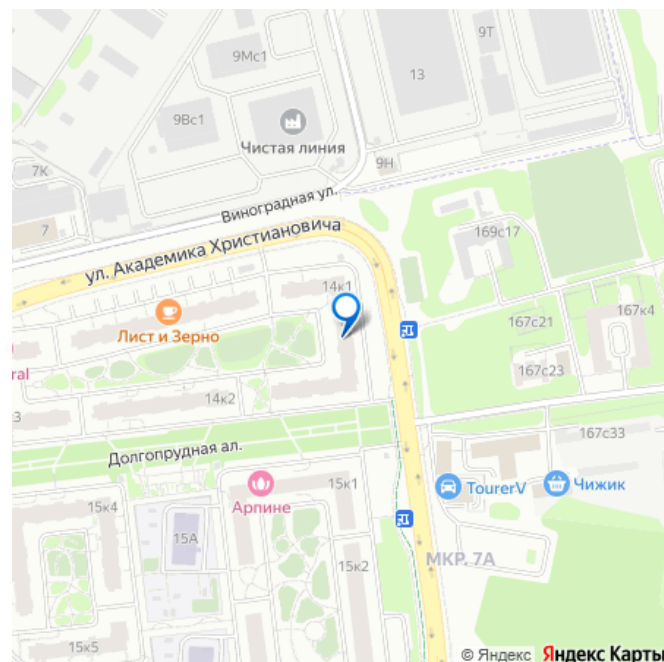 9Т
9Мс1
13
9Вс1
Чистая линия
9Н
7К
Виноградная ул.
7
ул. Академика Христиановича
169с17
14к1
167к4
Лист и Зерно
167с21
ral
167с23
14к2
3
167с33
Долгопрудная ал.
15к1
TourerV
Чижик
15к4
Арпине
15А
МКР. 7А
15к2
15к5
© Яндекс Яндекс Карты